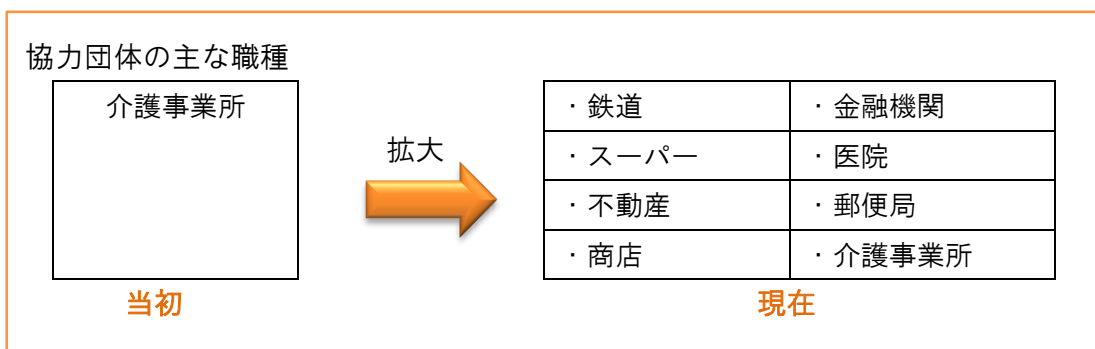 協力団体の主な職種
介護事業所
拡大
・鉄道 ・金融機関
・スーパー ・医院
・不動産 ・郵便局
・商店 ・介護事業所
当初
現在